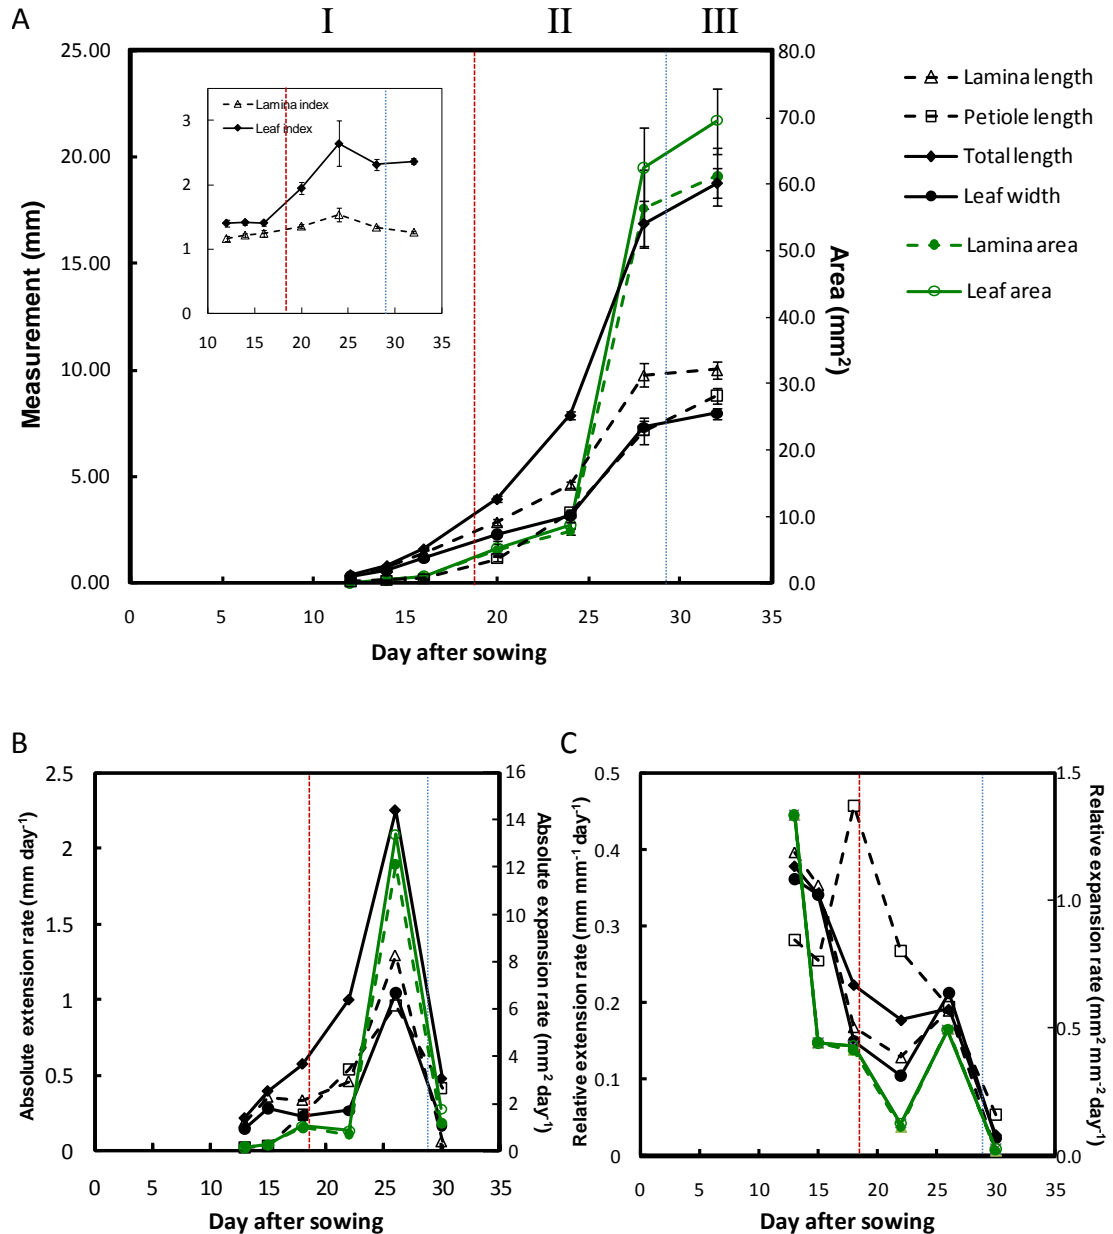 A
I II III
25.00
20.00
15.00
10.00
5.00
0.00
Measurement (mm)
80.0
70.0
60.0
50.0
40.0
30.0
20.0
10.0
0.0
Area (mm²)
0 5 10 15 20 25 30 35
Day after sowing
Lamina index
Leaf index
3
2
1
0
10 15 20 25 30 35
Lamina length
Petiole length
Total length
Leaf width
Lamina area
Leaf area
B
2.5
2
1.5
1
0.5
0
Absolute extension rate (mm day⁻¹)
16
14
12
10
8
6
4
2
0
Absolute expansion rate (mm² day⁻¹)
0 5 10 15 20 25 30 35
Day after sowing
C
0.5
0.4
0.3
0.2
0.1
0
Relative extension rate (mm mm⁻¹ day⁻¹)
1.5
1.0
0.5
0.0
Relative expansion rate (mm² mm⁻² day⁻¹)
0 5 10 15 20 25 30 35
Day after sowing